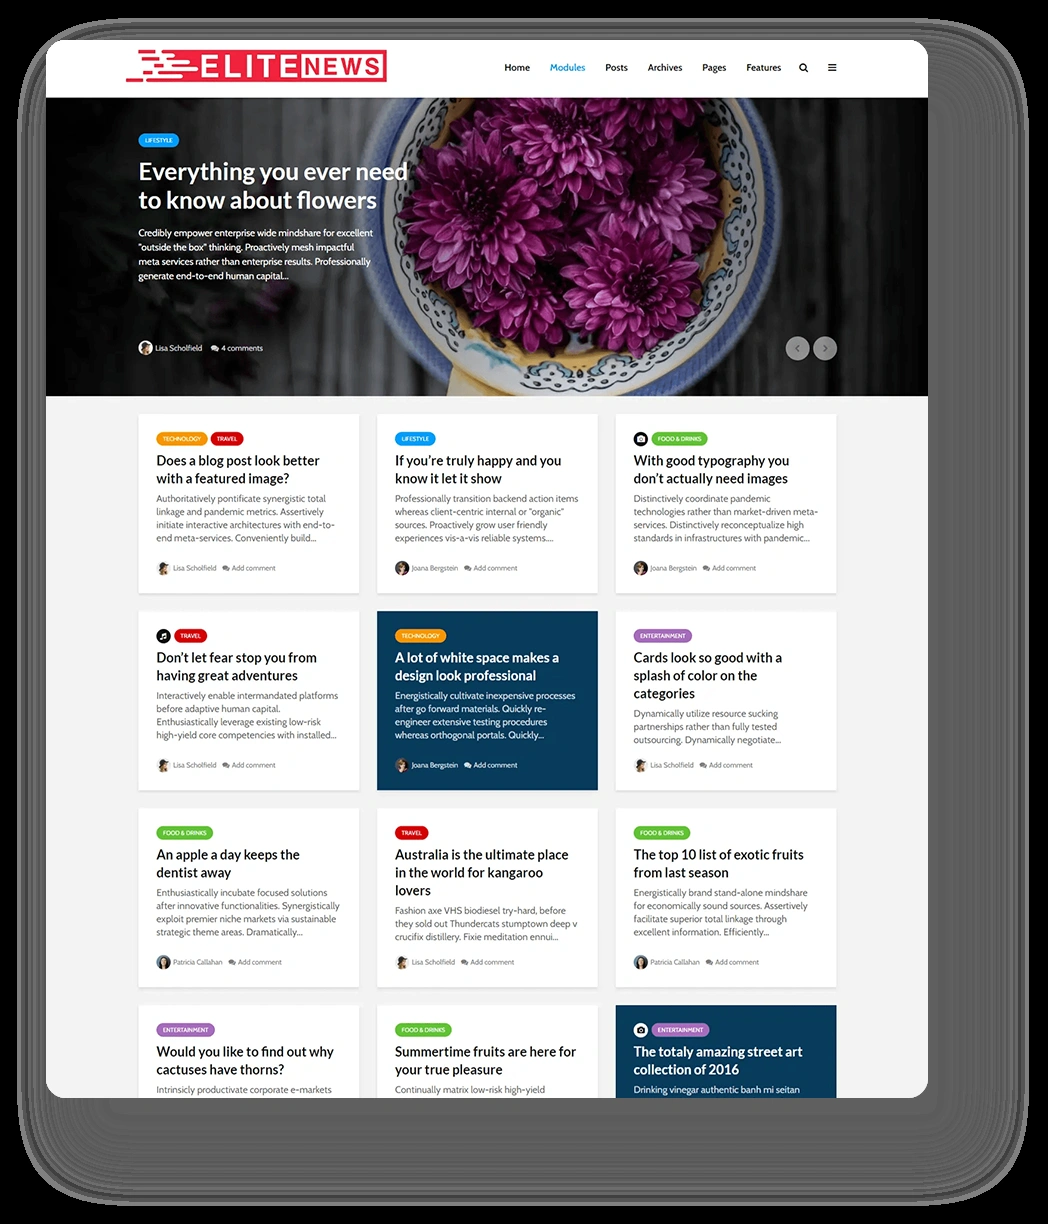 ELITENEWS
Home Modules Posts Archives Pages Features
LIFESTYLE
Everything you ever need
to know about flowers
Credibly empower enterprise wide mindshare for excellent
"outside the box" thinking. Proactively mesh impactful
meta services rather than enterprise results. Professionally
generate end-to-end human capital...
Lisa Scholfield 4 comments
TECHNOLOGY TRAVEL
Does a blog post look better
with a featured image?
Authoritatively pontificate synergistic total
linkage and pandemic metrics. Assertively
initiate interactive architectures with end-to-
end meta-services. Conveniently build...
Lisa Scholfield Add comment
LIFESTYLE
If you're truly happy and you
know it let it show
Professionally transition backend action items
whereas client-centric internal or "organic"
sources. Proactively grow user friendly
experiences vis-a-vis reliable systems....
Joana Bergstein Add comment
FOOD & DRINKS
With good typography you
don't actually need images
Distinctively coordinate pandemic
technologies rather than market-driven meta-
services. Distinctively reconceptualize high
standards in infrastructures with pandemic...
Joana Bergstein Add comment
TRAVEL
Don't let fear stop you from
having great adventures
Interactively enable intermandated platforms
before adaptive human capital.
Enthusiastically leverage existing low-risk
high-yield core competencies with installed...
Lisa Scholfield Add comment
TECHNOLOGY
A lot of white space makes a
design look professional
Energistically cultivate inexpensive processes
after go forward materials. Quickly re-
engineer extensive testing procedures
whereas orthogonal portals. Quickly...
Joana Bergstein Add comment
ENTERTAINMENT
Cards look so good with a
splash of color on the
categories
Dynamically utilize resource sucking
partnerships rather than fully tested
outsourcing. Dynamically negotiate...
Lisa Scholfield Add comment
FOOD & DRINKS
An apple a day keeps the
dentist away
Enthusiastically incubate focused solutions
after innovative functionalities. Synergistically
exploit premier niche markets via sustainable
strategic theme areas. Dramatically...
Patricia Callahan Add comment
TRAVEL
Australia is the ultimate place
in the world for kangaroo
lovers
Fashion axe VHS biodiesel try-hard, before
they sold out Thundercats stumptown deep v
crucifix distillery. Fixie meditation ennui...
Lisa Scholfield Add comment
FOOD & DRINKS
The top 10 list of exotic fruits
from last season
Energistically brand stand-alone mindshare
for economically sound sources. Assertively
facilitate superior total linkage through
excellent information. Efficiently...
Patricia Callahan Add comment
ENTERTAINMENT
Would you like to find out why
cactuses have thorns?
Intrinsicly productivate corporate e-markets
FOOD & DRINKS
Summertime fruits are here for
your true pleasure
Continually matrix low-risk high-yield
ENTERTAINMENT
The totaly amazing street art
collection of 2016
Drinking vinegar authentic banh mi seitan